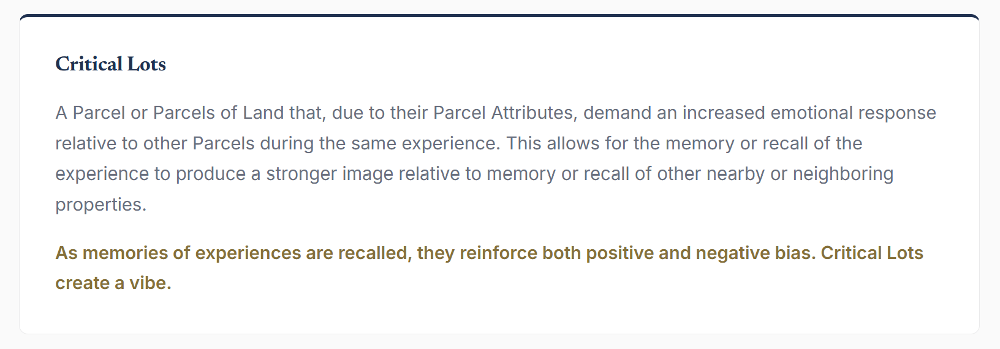 Critical Lots
A Parcel or Parcels of Land that, due to their Parcel Attributes, demand an increased emotional response
relative to other Parcels during the same experience. This allows for the memory or recall of the
experience to produce a stronger image relative to memory or recall of other nearby or neighboring
properties.
As memories of experiences are recalled, they reinforce both positive and negative bias. Critical Lots
create a vibe.